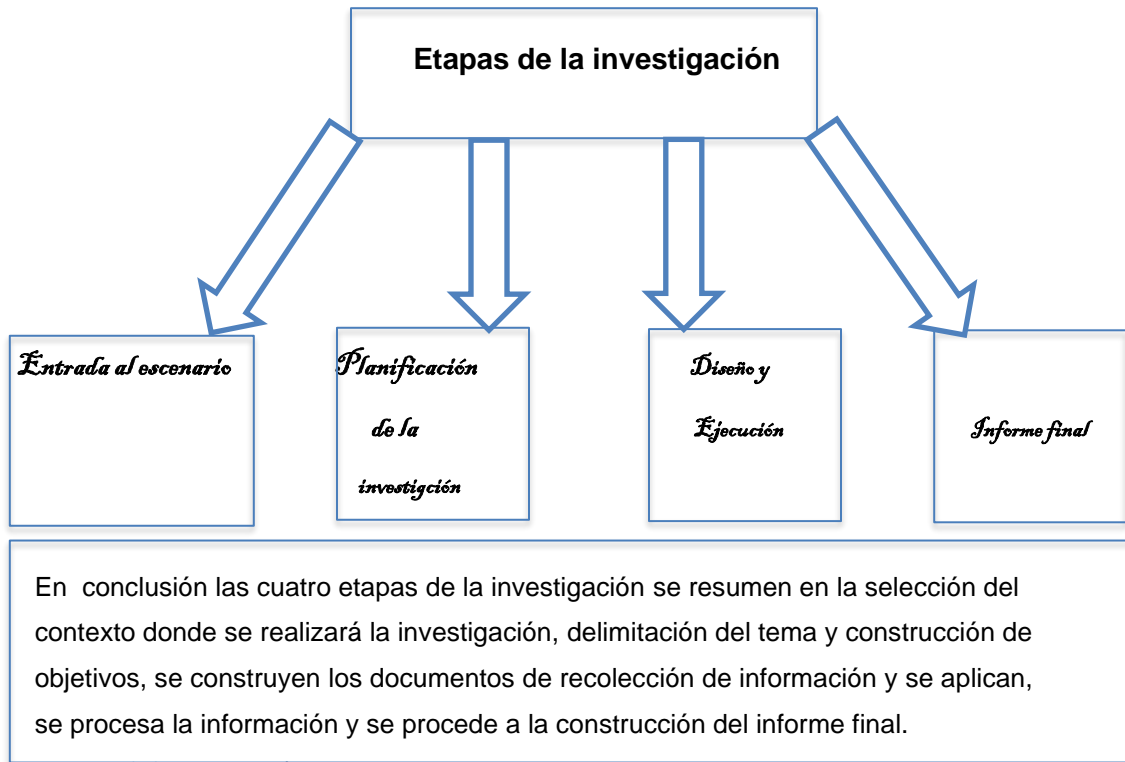 Etapas de la investigación
Entrada al escenario
Planificación
de la
investigción
Diseño y
Ejecución
Informe final
En  conclusión las cuatro etapas de la investigación se resumen en la selección del
contexto donde se realizará la investigación, delimitación del tema y construcción de
objetivos, se construyen los documentos de recolección de información y se aplican,
se procesa la información y se procede a la construcción del informe final.